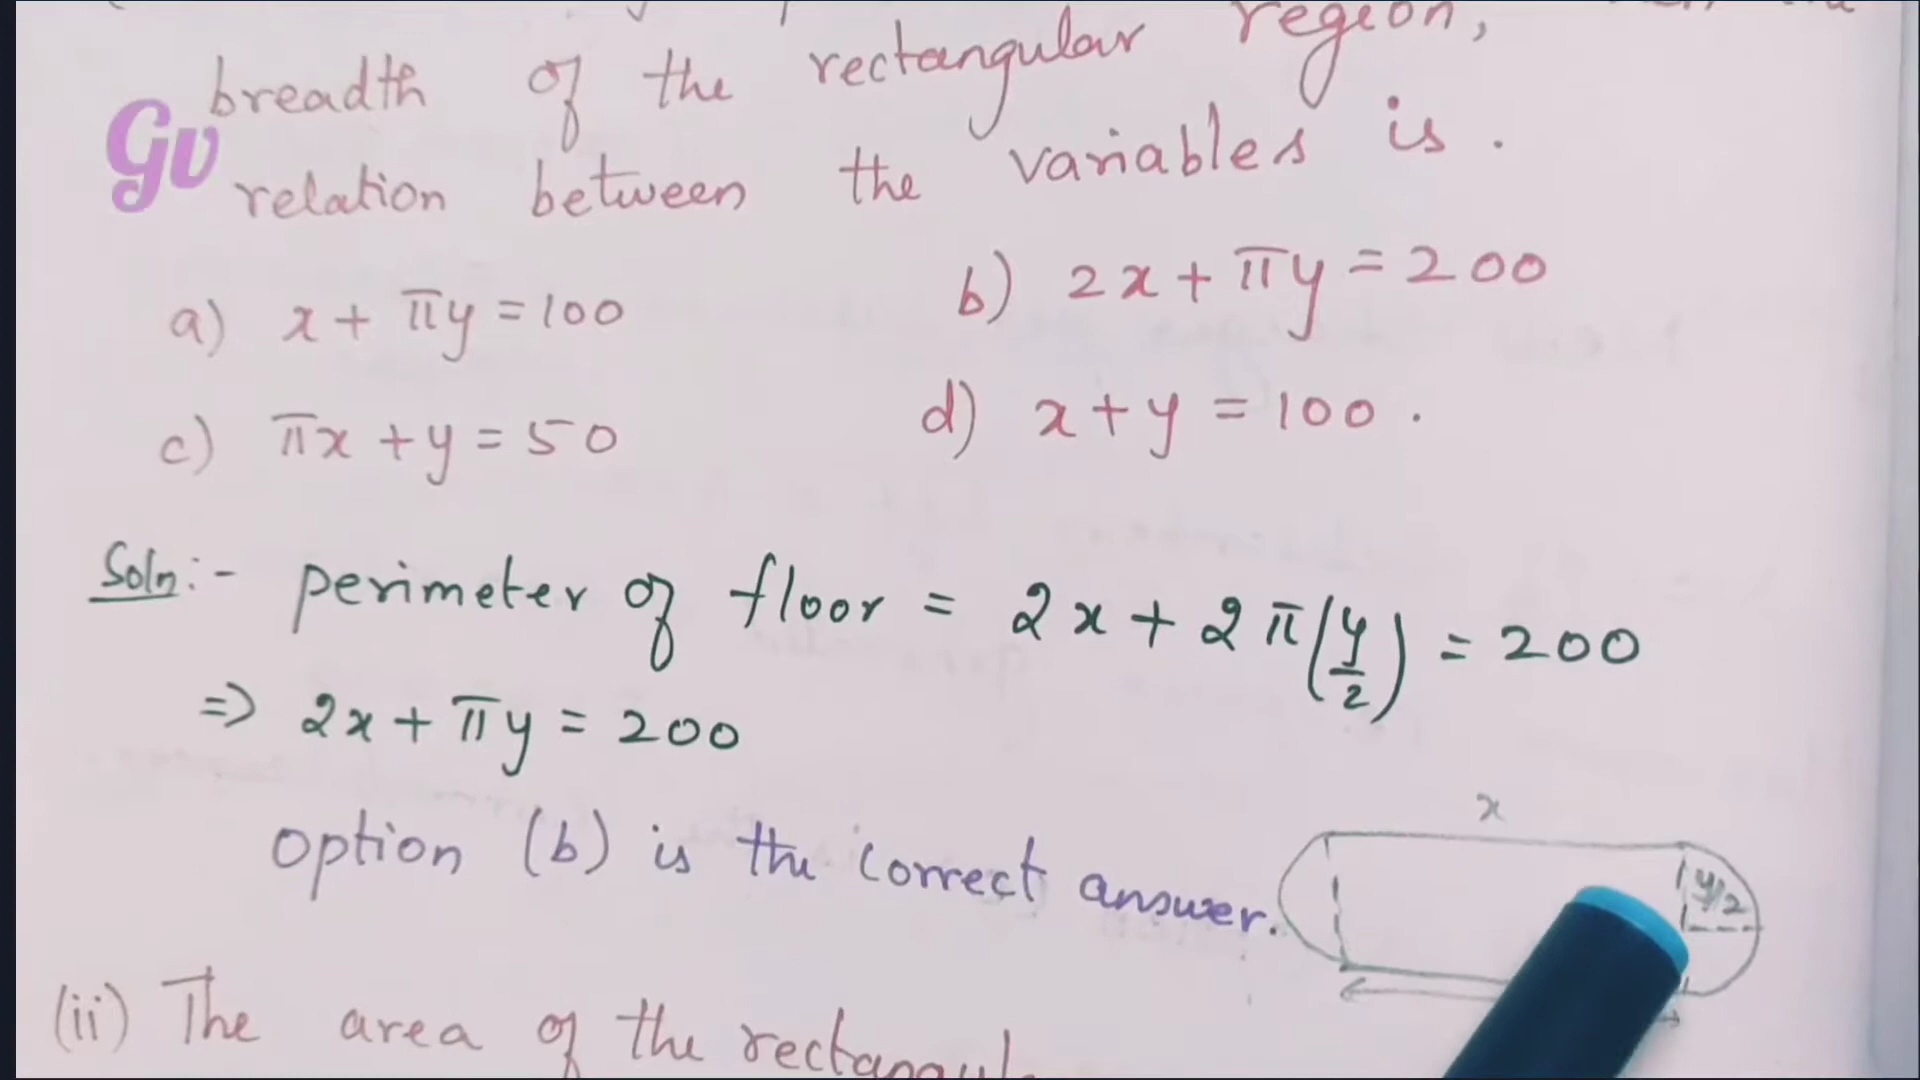 region,
breadth of the rectangular
Gv
relation between the variables is.
a) x + πy = 100
b) 2x + πy = 200
c) πx + y = 50
d) x + y = 100.
Soln:- perimeter of floor = 2x + 2π(y/2) = 200
=> 2x + πy = 200
option (b) is the correct answer.
x
y/2
(ii) The area of the rectangul